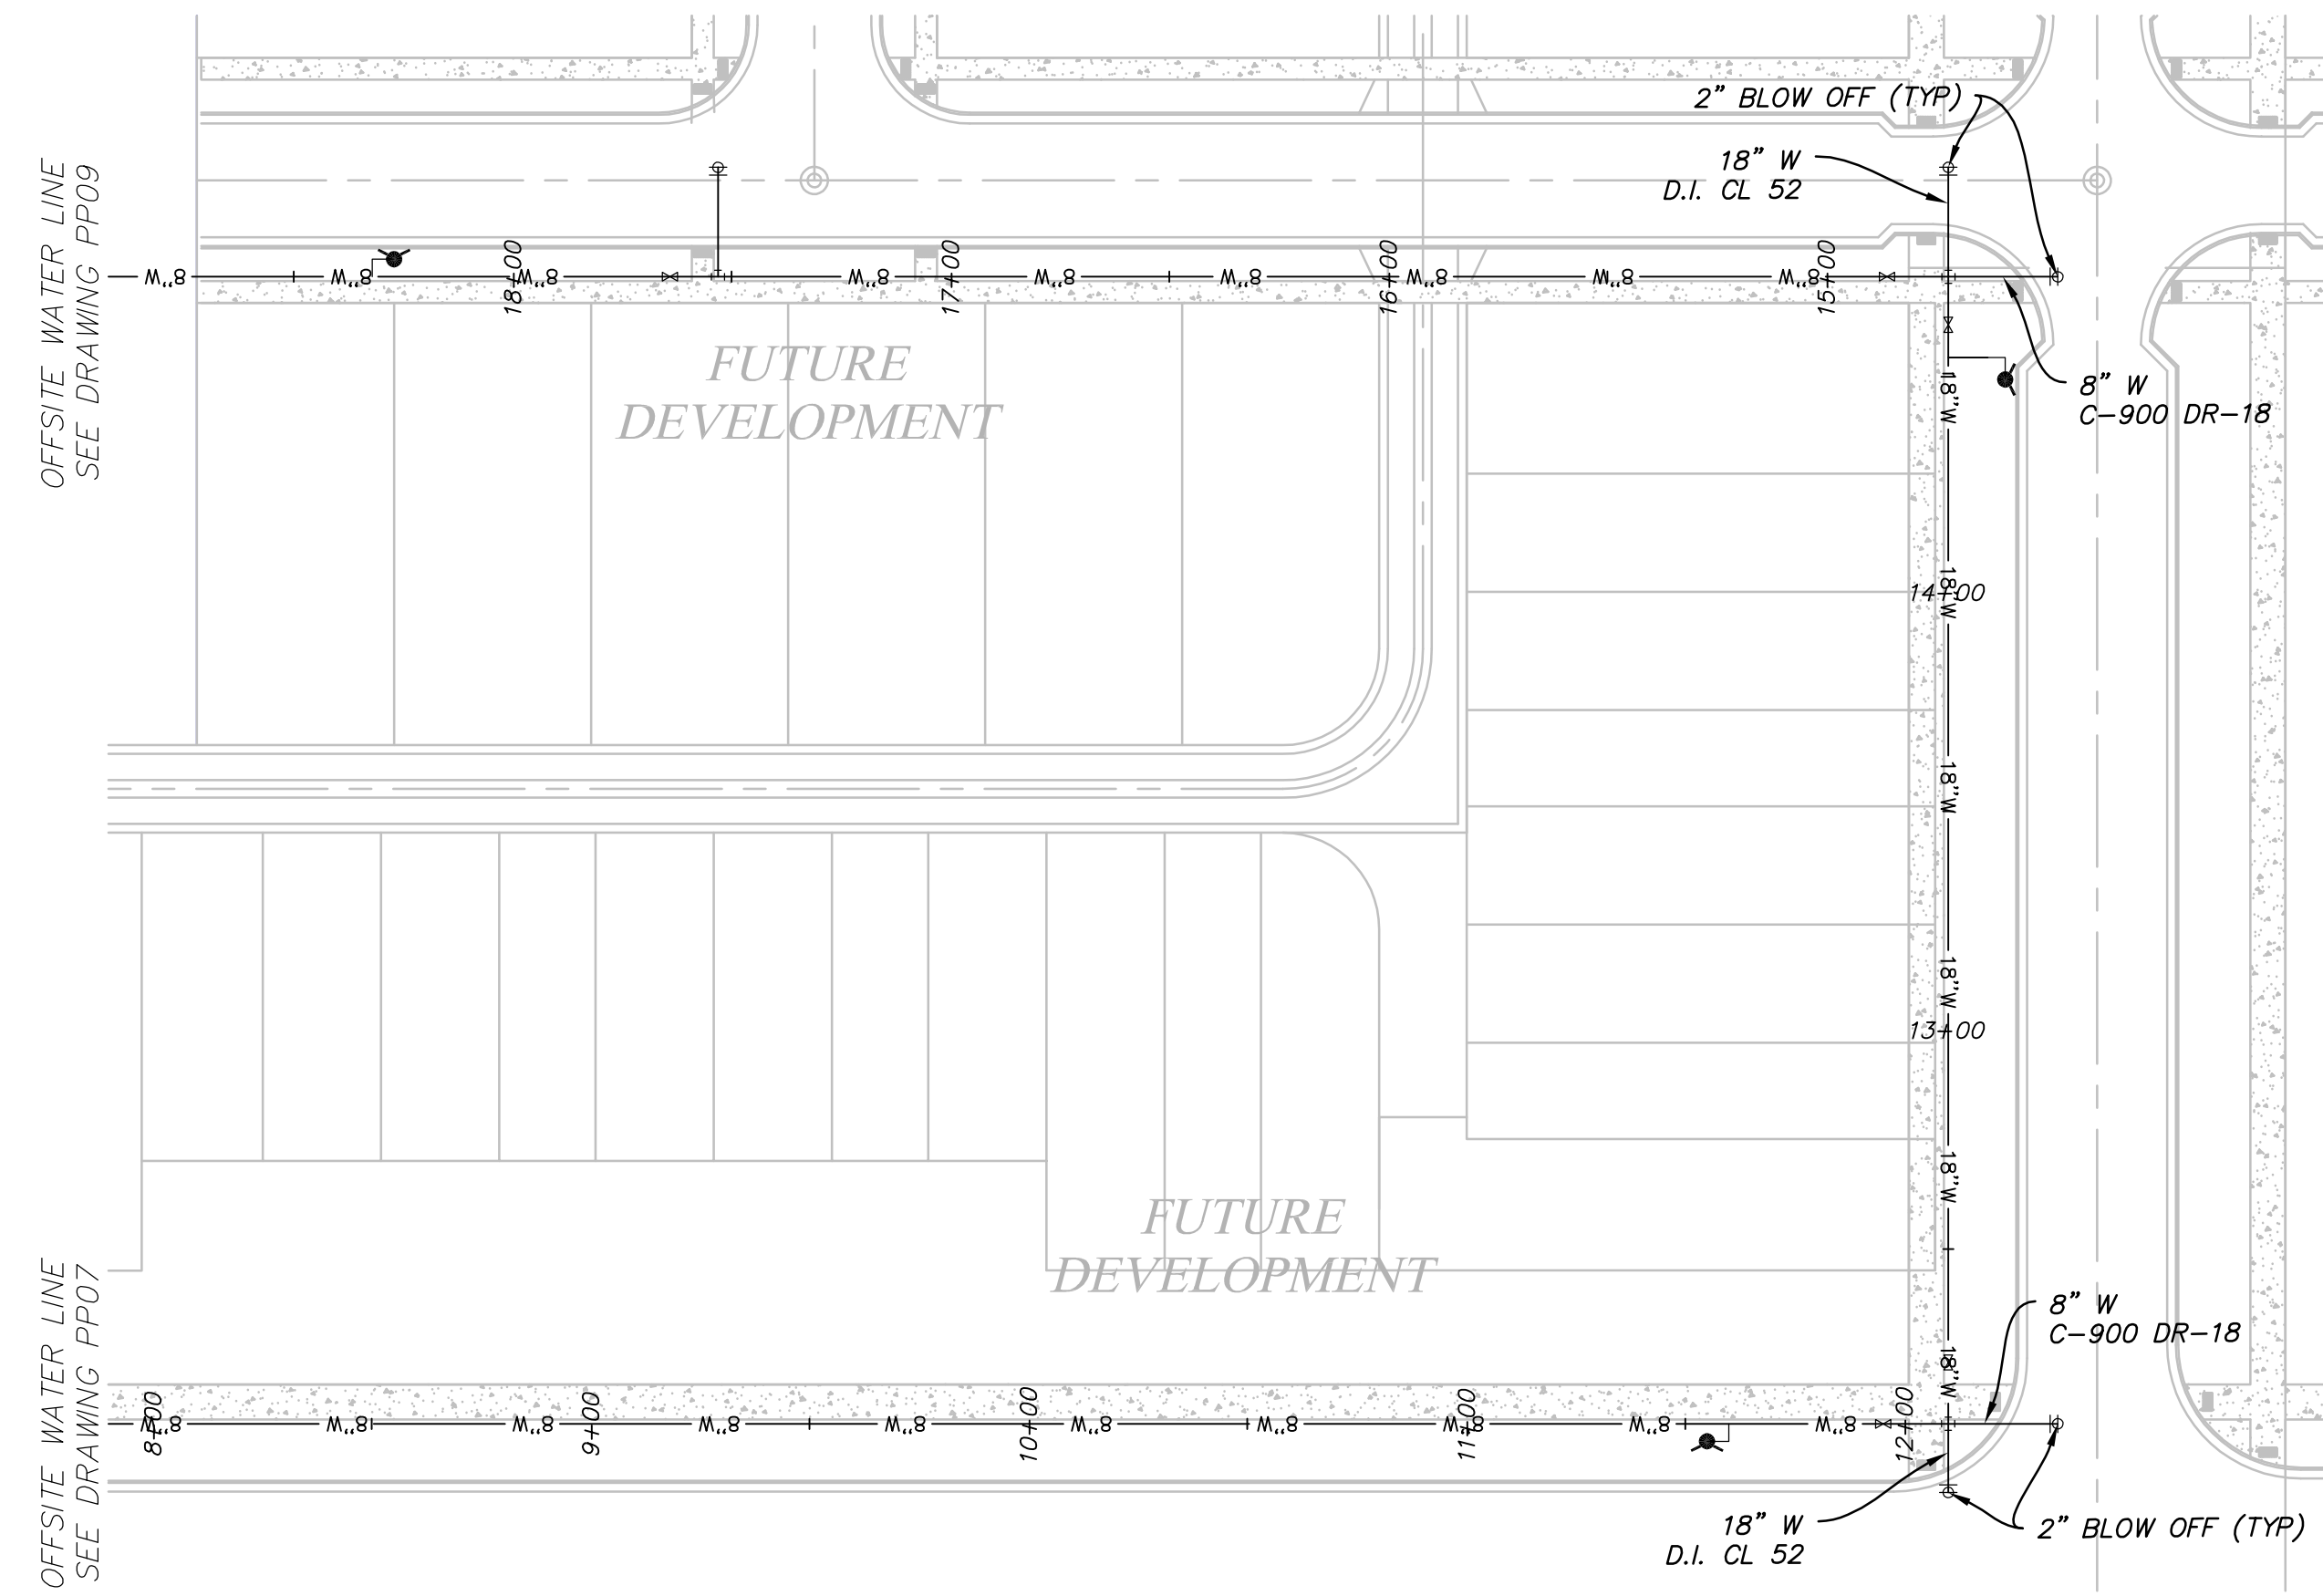 2” BLOW OFF (TYP)
18” W
D.I. CL 52
OFFSITE WATER LINE
SEE DRAWING PP09
8"W
8"W
18+00
8"W
8"W
17+00
8"W
8"W
16+00
8"W
8"W
8"W
15+00
FUTURE
DEVELOPMENT
8” W
C-900 DR-18
18"W
18"W
14+00
18"W
18"W
13+00
18"W
18"W
FUTURE
DEVELOPMENT
8” W
C-900 DR-18
OFFSITE WATER LINE
SEE DRAWING PP07
8+00
8"W
8"W
8"W
9+00
8"W
8"W
10+00
8"W
8"W
11+00
8"W
8"W
8"W
12+00
18” W
D.I. CL 52
2” BLOW OFF (TYP)